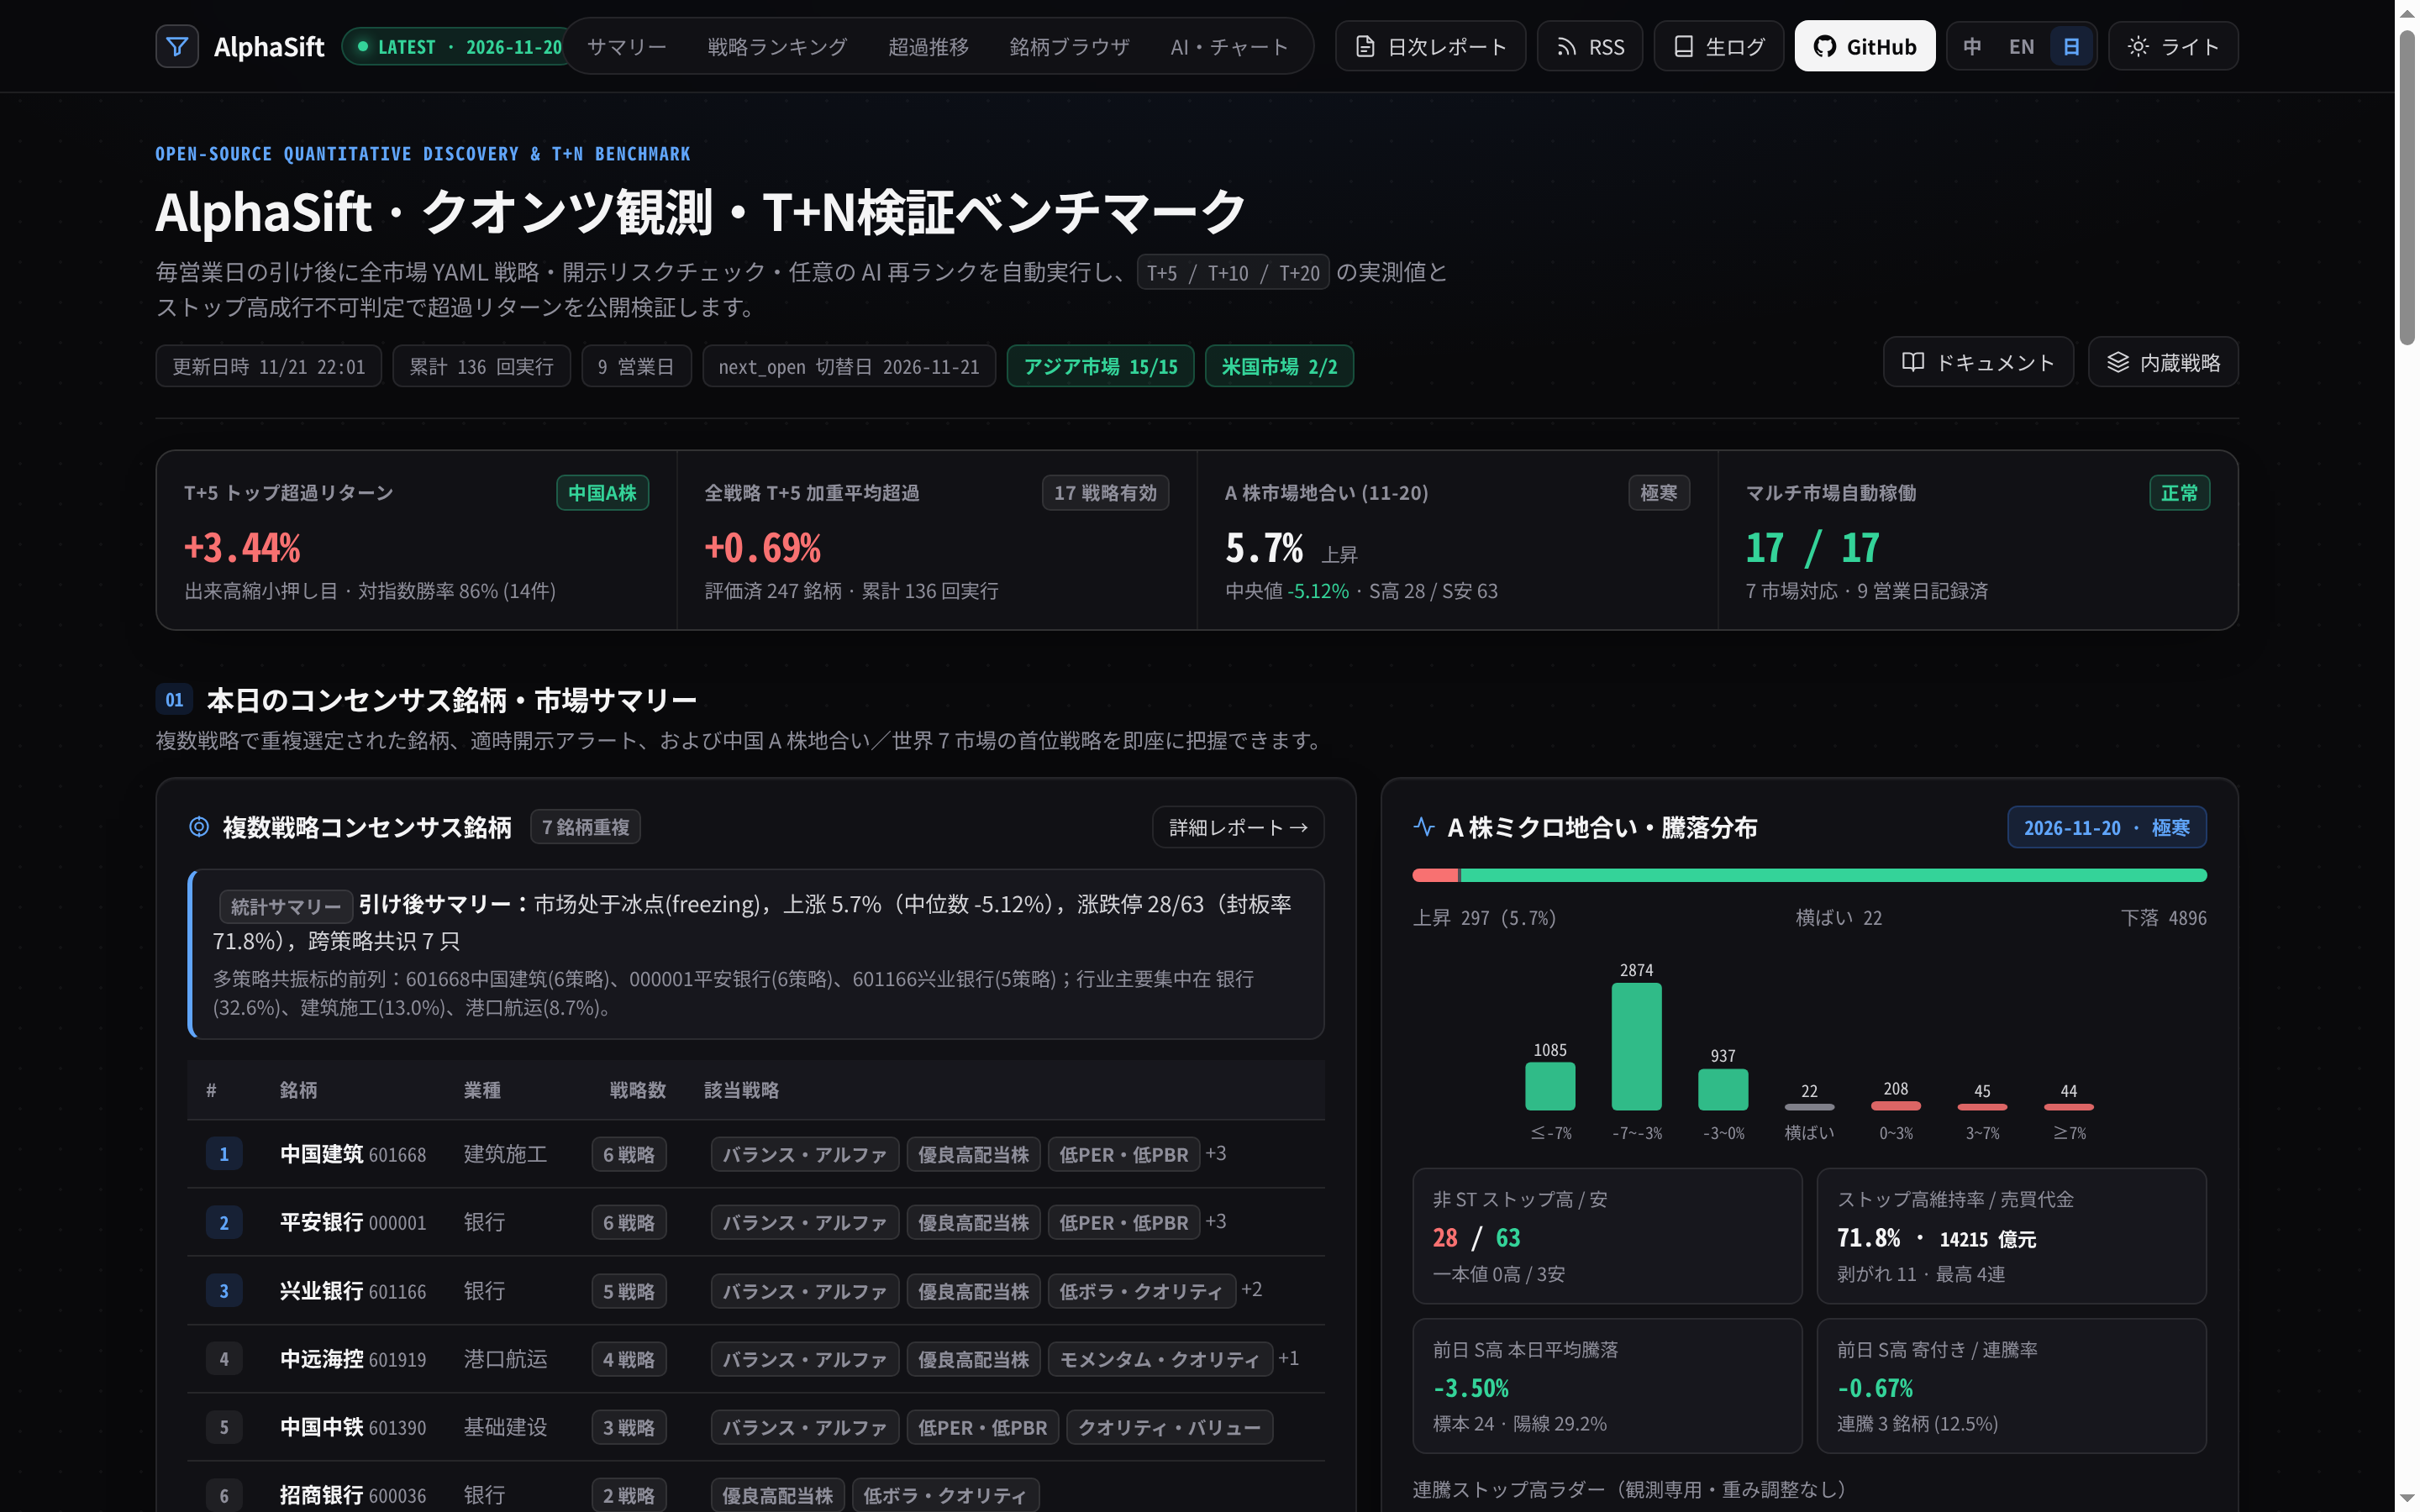 AlphaSift
LATEST · 2026-11-20
サマリー 戦略ランキング 超過推移 銘柄ブラウザ AI・チャート
日次レポート RSS 生ログ GitHub 中 EN 日 ライト
OPEN-SOURCE QUANTITATIVE DISCOVERY & T+N BENCHMARK
AlphaSift · クオンツ観測・T+N検証ベンチマーク
毎営業日の引け後に全市場 YAML 戦略・開示リスクチェック・任意の AI 再ランクを自動実行し、 T+5 / T+10 / T+20 の実測値と
ストップ高成行不可判定で超過リターンを公開検証します。
更新日時 11/21 22:01 累計 136 回実行 9 営業日 next_open 切替日 2026-11-21 アジア市場 15/15 米国市場 2/2
ドキュメント 内蔵戦略
T+5 トップ超過リターン 中国A株
+3.44%
出来高縮小押し目 · 対指数勝率 86% (14件)
全戦略 T+5 加重平均超過 17 戦略有効
+0.69%
評価済 247 銘柄 · 累計 136 回実行
A 株市場地合い (11-20) 極寒
5.7% 上昇
中央値 -5.12% · S高 28 / S安 63
マルチ市場自動稼働 正常
17 / 17
7 市場対応 · 9 営業日記録済
01 本日のコンセンサス銘柄・市場サマリー
複数戦略で重複選定された銘柄、適時開示アラート、および中国 A 株地合い／世界 7 市場の首位戦略を即座に把握できます。
複数戦略コンセンサス銘柄 7 銘柄重複 詳細レポート →
統計サマリー 引け後サマリー：市场处于冰点(freezing)，上涨 5.7%（中位数 -5.12%），涨跌停 28/63（封板率
71.8%），跨策略共识 7 只
多策略共振标的前列：601668中国建筑(6策略)、000001平安银行(6策略)、601166兴业银行(5策略)；行业主要集中在 银行
(32.6%)、建筑施工(13.0%)、港口航运(8.7%)。
# 銘柄 業種 戦略数 該当戦略
1 中国建筑 601668 建筑施工 6 戦略 バランス・アルファ 優良高配当株 低PER・低PBR +3
2 平安银行 000001 银行 6 戦略 バランス・アルファ 優良高配当株 低PER・低PBR +3
3 兴业银行 601166 银行 5 戦略 バランス・アルファ 優良高配当株 低ボラ・クオリティ +2
4 中远海控 601919 港口航运 4 戦略 バランス・アルファ 優良高配当株 モメンタム・クオリティ +1
5 中国中铁 601390 基础建设 3 戦略 バランス・アルファ 低PER・低PBR クオリティ・バリュー
6 招商银行 600036 银行 2 戦略 優良高配当株 低ボラ・クオリティ
A 株ミクロ地合い・騰落分布 2026-11-20 · 極寒
上昇 297 (5.7%) 横ばい 22 下落 4896
1085 2874 937 22 208 45 44
≤-7% -7~-3% -3~0% 横ばい 0~3% 3~7% ≥7%
非 ST ストップ高 / 安
28 / 63
一本値 0高 / 3安
ストップ高維持率 / 売買代金
71.8% · 14215 億元
剥がれ 11 · 最高 4連
前日 S高 本日平均騰落
-3.50%
標本 24 · 陽線 29.2%
前日 S高 寄付き / 連騰率
-0.67%
連騰 3 銘柄 (12.5%)
連騰ストップ高ラダー（観測専用・重み調整なし）